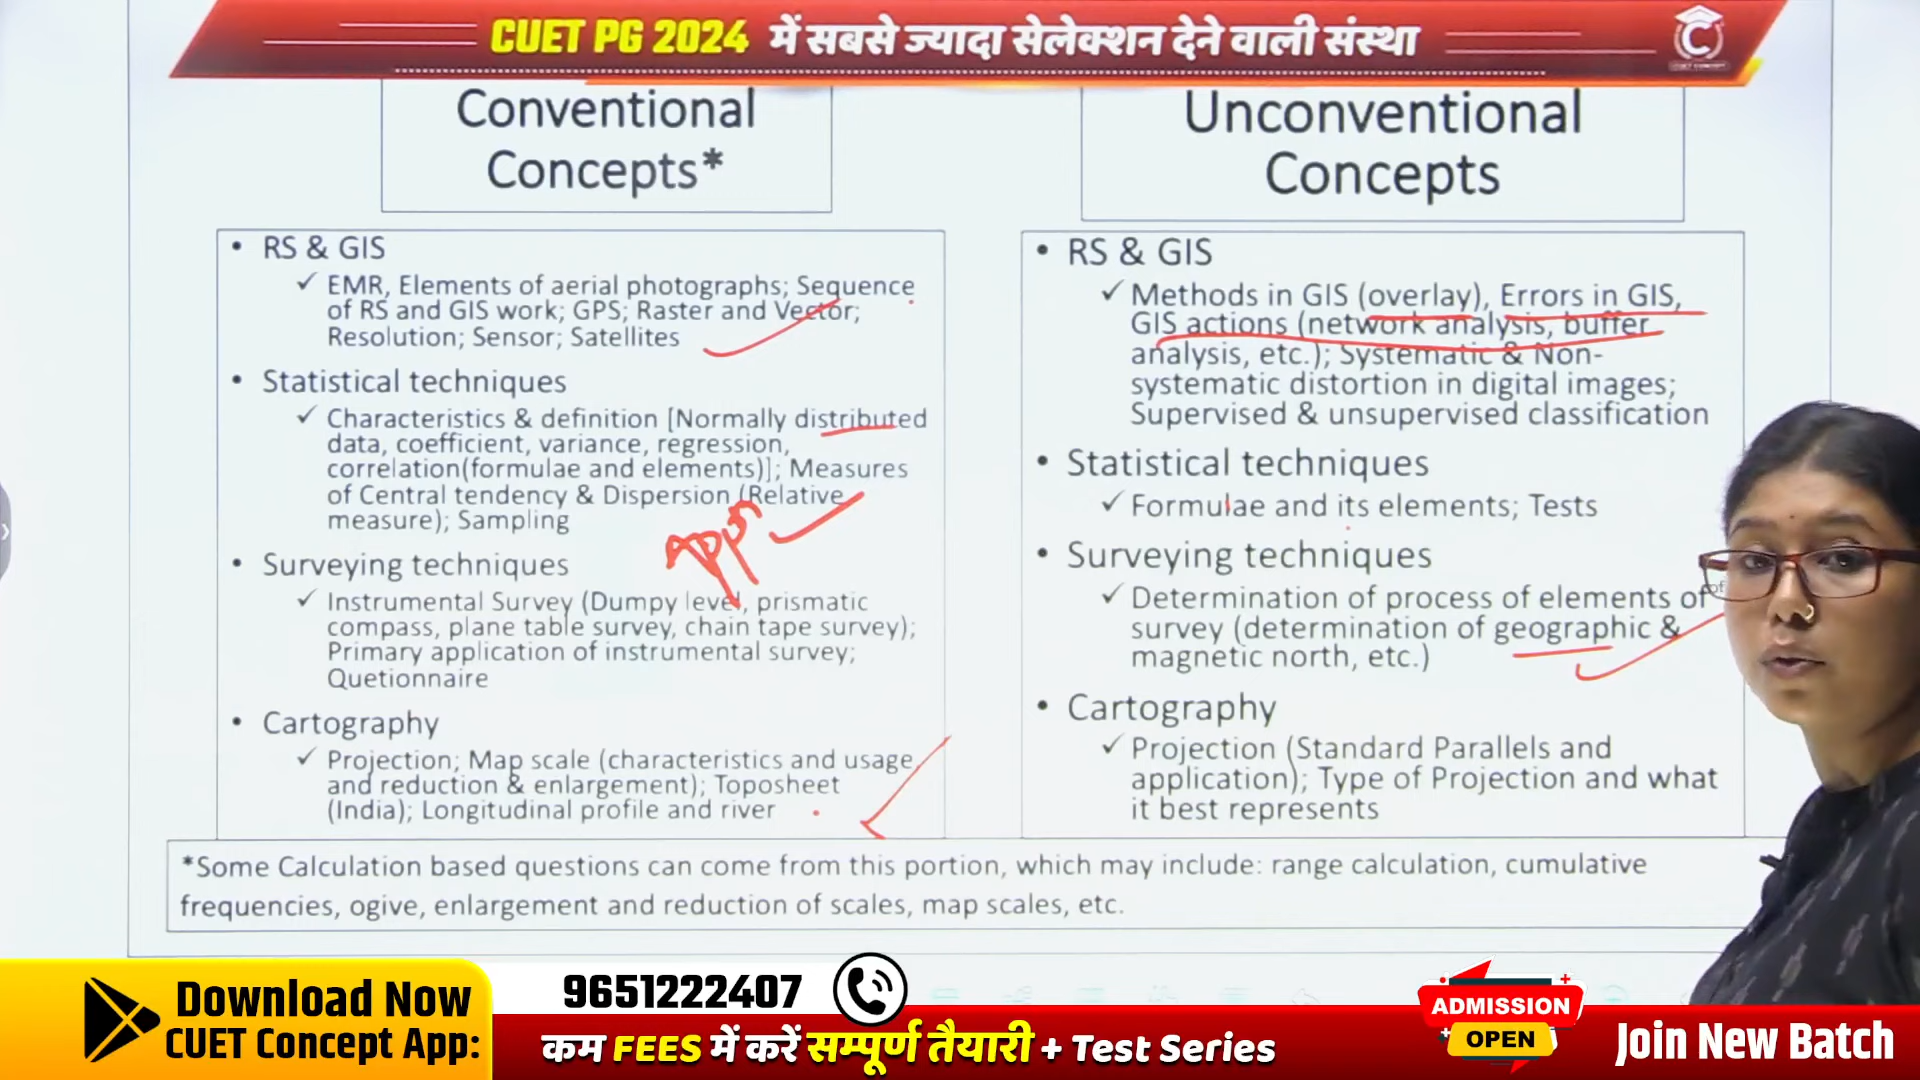 CUET PG 2024 में सबसे ज्यादा सेलेक्शन देने वाली संस्था
Conventional
Concepts*
• RS & GIS
✓ EMR, Elements of aerial photographs; Sequence
of RS and GIS work; GPS; Raster and Vector;
Resolution; Sensor; Satellites
• Statistical techniques
✓ Characteristics & definition [Normally distributed
data, coefficient, variance, regression,
correlation(formulae and elements)]; Measures
of Central tendency & Dispersion (Relative
measure); Sampling
• Surveying techniques
✓ Instrumental Survey (Dumpy level, prismatic
compass, plane table survey, chain tape survey);
Primary application of instrumental survey;
Quetionnaire
• Cartography
✓ Projection; Map scale (characteristics and usage
and reduction & enlargement); Toposheet
(India); Longitudinal profile and river
Unconventional
Concepts
• RS & GIS
✓ Methods in GIS (overlay), Errors in GIS,
GIS actions (network analysis, buffer
analysis, etc.); Systematic & Non-
systematic distortion in digital images;
Supervised & unsupervised classification
• Statistical techniques
✓ Formulae and its elements; Tests
• Surveying techniques
✓ Determination of process of elements of
survey (determination of geographic &
magnetic north, etc.)
• Cartography
✓ Projection (Standard Parallels and
application); Type of Projection and what
it best represents
*Some Calculation based questions can come from this portion, which may include: range calculation, cumulative
frequencies, ogive, enlargement and reduction of scales, map scales, etc.
Download Now
CUET Concept App:
9651222407
कम FEES में करें सम्पूर्ण तैयारी + Test Series
ADMISSION
OPEN
Join New Batch